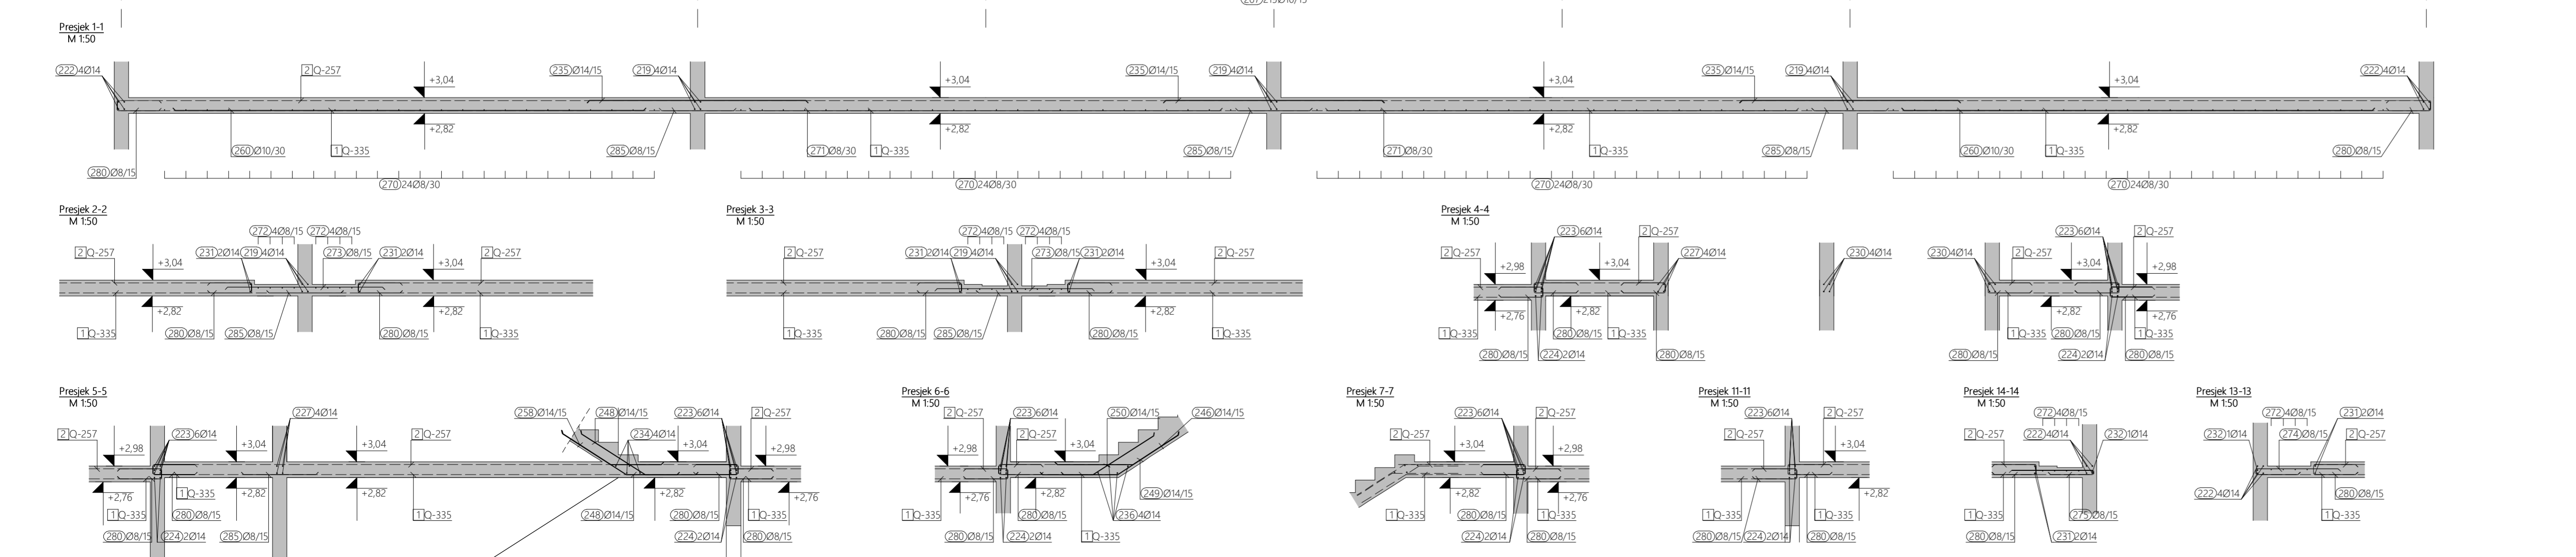 Presjek 1-1
M 1:50
222 4Ø14
2 Q-257
+3,04
235 Ø14/15
219 4Ø14
+3,04
235 Ø14/15
219 4Ø14
+3,04
235 Ø14/15
219 4Ø14
+3,04
222 4Ø14
+2,82
+2,82
+2,82
+2,82
280 Ø8/15
260 Ø10/30
1 Q-335
285 Ø8/15
271 Ø8/30
1 Q-335
285 Ø8/15
271 Ø8/30
1 Q-335
285 Ø8/15
260 Ø10/30
1 Q-335
280 Ø8/15
270 24Ø8/30
270 24Ø8/30
270 24Ø8/30
270 24Ø8/30
Presjek 2-2
M 1:50
272 4Ø8/15 272 4Ø8/15
2 Q-257
+3,04
231 2Ø14 219 4Ø14
273 Ø8/15
231 2Ø14
+3,04
2 Q-257
+2,82
+2,82
1 Q-335
280 Ø8/15
285 Ø8/15
280 Ø8/15
1 Q-335
Presjek 3-3
M 1:50
272 4Ø8/15
272 4Ø8/15
2 Q-257
231 2Ø14 219 4Ø14
273 Ø8/15 231 2Ø14
+3,04
2 Q-257
+2,82
1 Q-335
280 Ø8/15
285 Ø8/15
280 Ø8/15
1 Q-335
Presjek 4-4
M 1:50
223 6Ø14
2 Q-257
2 Q-257
+2,98
+3,04
227 4Ø14
230 4Ø14
230 4Ø14
2 Q-257
+3,04
223 6Ø14
2 Q-257
+2,98
+2,76
+2,82
+2,82
+2,76
1 Q-335
280 Ø8/15
1 Q-335
1 Q-335
280 Ø8/15
1 Q-335
280 Ø8/15
224 2Ø14
280 Ø8/15
280 Ø8/15
224 2Ø14
280 Ø8/15
Presjek 5-5
M 1:50
2 Q-257
+2,98
223 6Ø14
+3,04
227 4Ø14
+3,04
2 Q-257
258 Ø14/15
248 Ø14/15
234 4Ø14
223 6Ø14
+3,04
2 Q-257
+2,98
+2,76
1 Q-335
+2,82
+2,82
+2,82
+2,76
1 Q-335
280 Ø8/15
1 Q-335
248 Ø14/15
280 Ø8/15
1 Q-335
280 Ø8/15
224 2Ø14
285 Ø8/15
224 2Ø14
280 Ø8/15
Presjek 6-6
M 1:50
2 Q-257
223 6Ø14
250 Ø14/15
246 Ø14/15
+2,98
2 Q-257
+3,04
+2,76
+2,82
249 Ø14/15
1 Q-335
280 Ø8/15
236 4Ø14
280 Ø8/15
224 2Ø14
1 Q-335
Presjek 7-7
M 1:50
223 6Ø14
2 Q-257
2 Q-257
+3,04
+2,98
+2,82
+2,76
1 Q-335
280 Ø8/15
1 Q-335
224 2Ø14
280 Ø8/15
Presjek 11-11
M 1:50
223 6Ø14
2 Q-257
2 Q-257
+3,04
+2,82
1 Q-335
1 Q-335
280 Ø8/15 224 2Ø14
280 Ø8/15
Presjek 14-14
M 1:50
272 4Ø8/15
2 Q-257
222 4Ø14
232 1Ø14
1 Q-335
275 Ø8/15
280 Ø8/15
231 2Ø14
Presjek 13-13
M 1:50
272 4Ø8/15
231 2Ø14
232 1Ø14
274 Ø8/15
2 Q-257
222 4Ø14
280 Ø8/15
1 Q-335